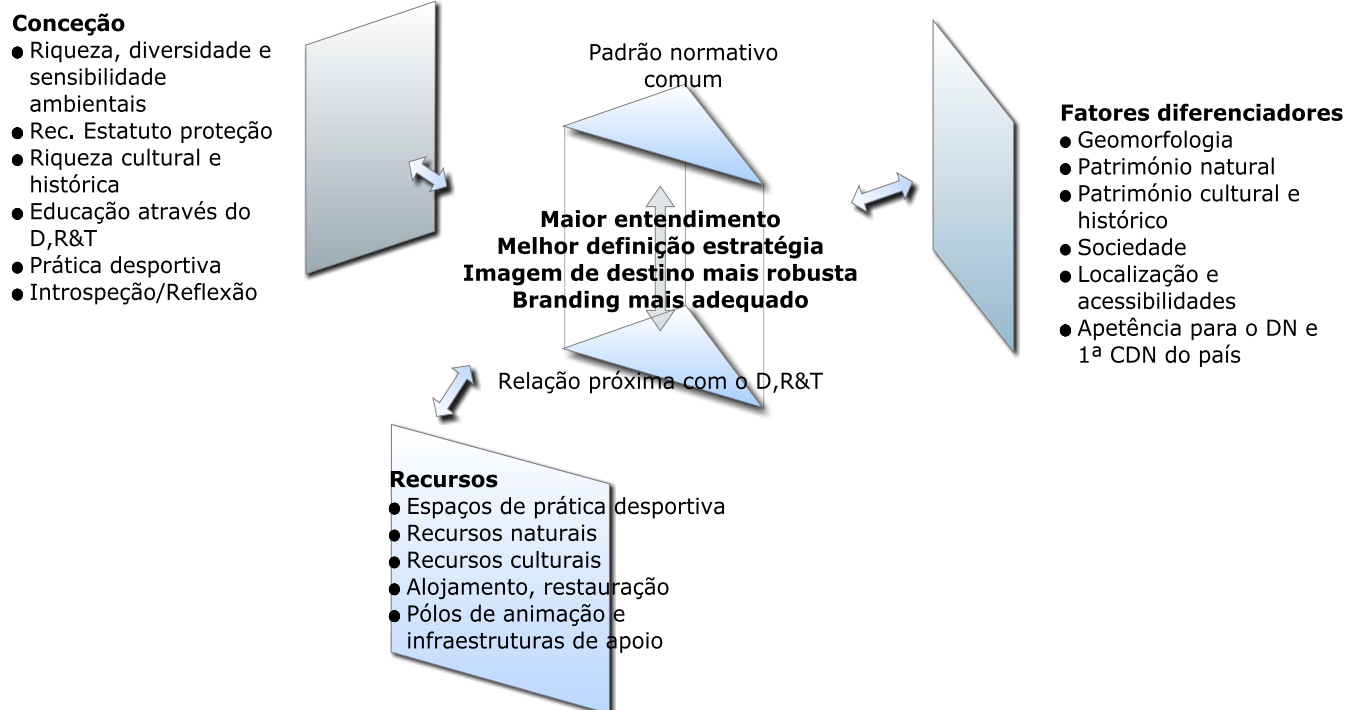 Conceção
● Riqueza, diversidade e
sensibilidade
ambientais
● Rec. Estatuto proteção
● Riqueza cultural e
histórica
● Educação através do
D,R&T
● Prática desportiva
● Introspeção/Reflexão
Padrão normativo
comum
Maior entendimento
Melhor definição estratégia
Imagem de destino mais robusta
Branding mais adequado
Relação próxima com o D,R&T
Fatores diferenciadores
● Geomorfologia
● Património natural
● Património cultural e
histórico
● Sociedade
● Localização e
acessibilidades
● Apetência para o DN e
1ª CDN do país
Recursos
● Espaços de prática desportiva
● Recursos naturais
● Recursos culturais
● Alojamento, restauração
● Pólos de animação e
infraestruturas de apoio